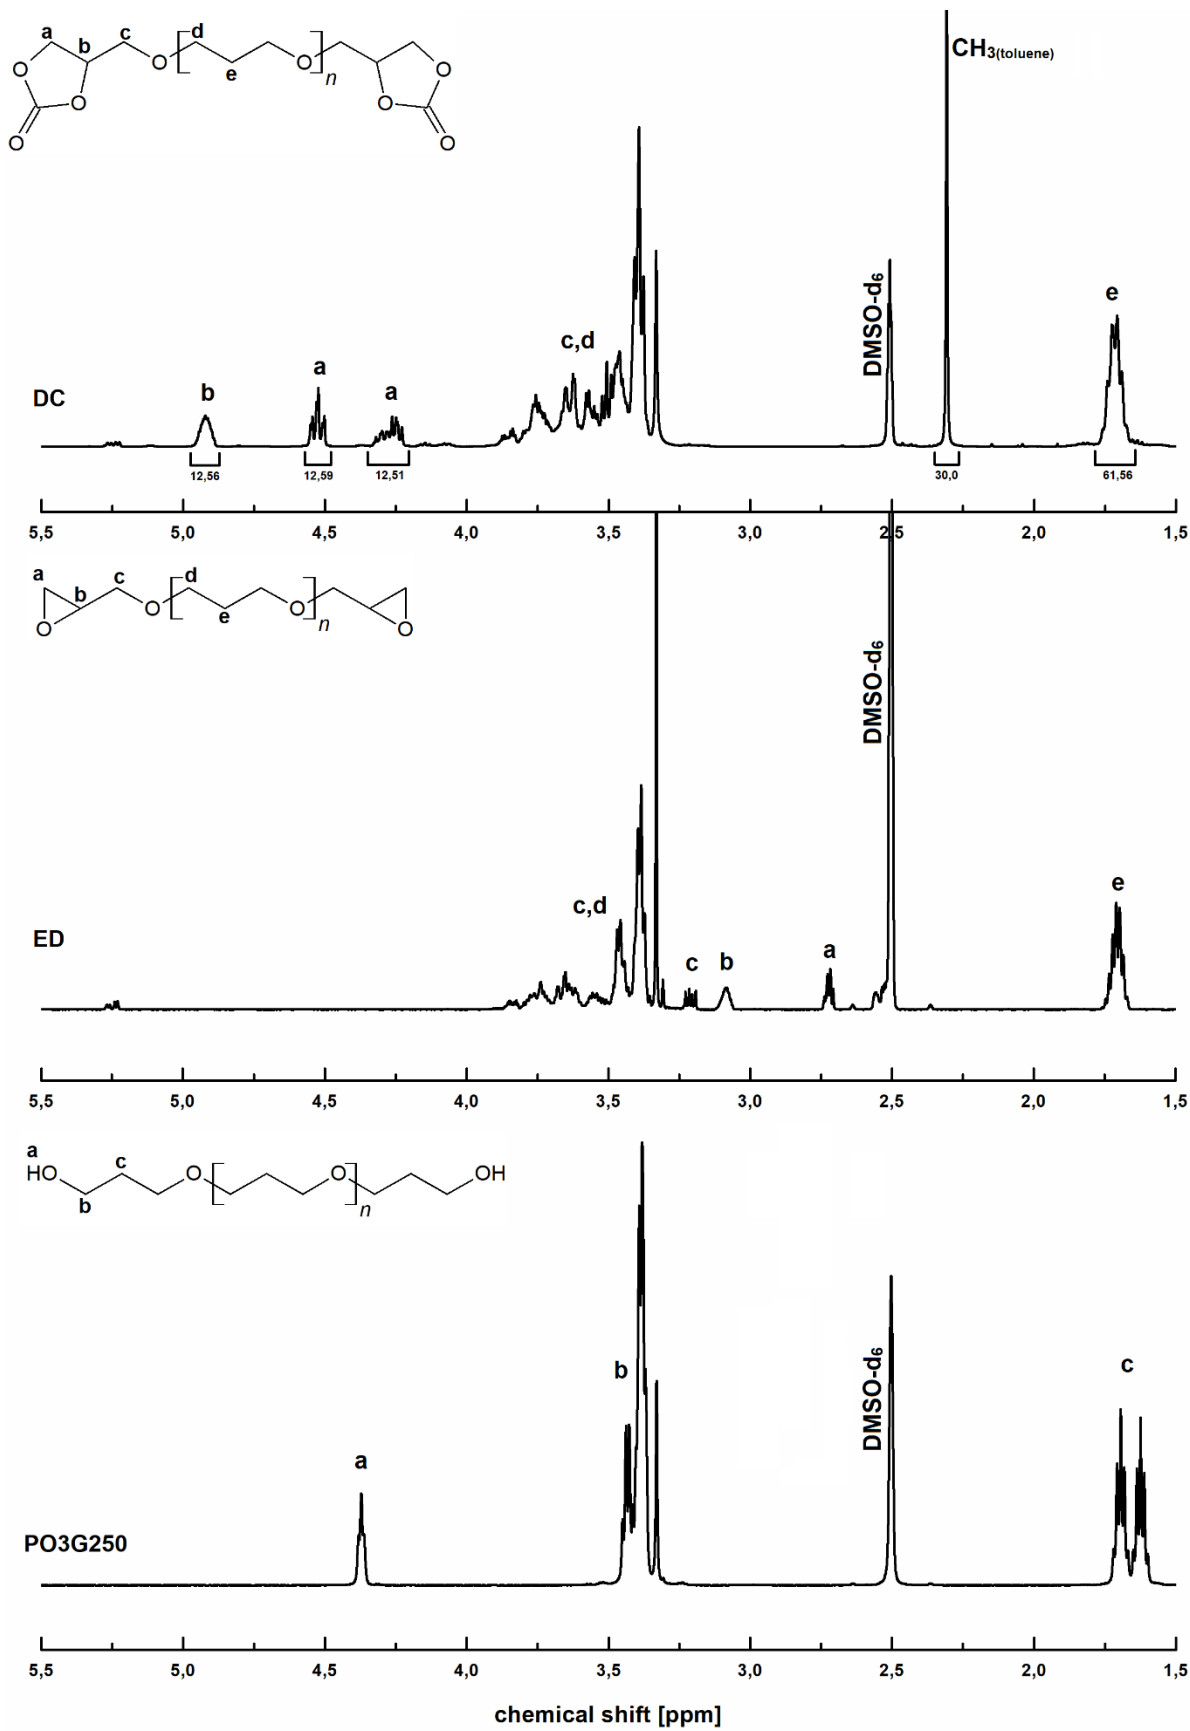 a b c d e
O O O O O O O O
n
CH3(toluene)
DC
b a a c,d DMSO-d6 e
12,56 12,59 12,51 30,0 61,56
5,5 5,0 4,5 4,0 3,5 3,0 2,5 2,0 1,5
a b c d e
O O O O
n
ED
c,d c b a DMSO-d6 e
5,5 5,0 4,5 4,0 3,5 3,0 2,5 2,0 1,5
a
HO c O O OH
b n
PO3G250
a b DMSO-d6 c
5,5 5,0 4,5 4,0 3,5 3,0 2,5 2,0 1,5
chemical shift [ppm]